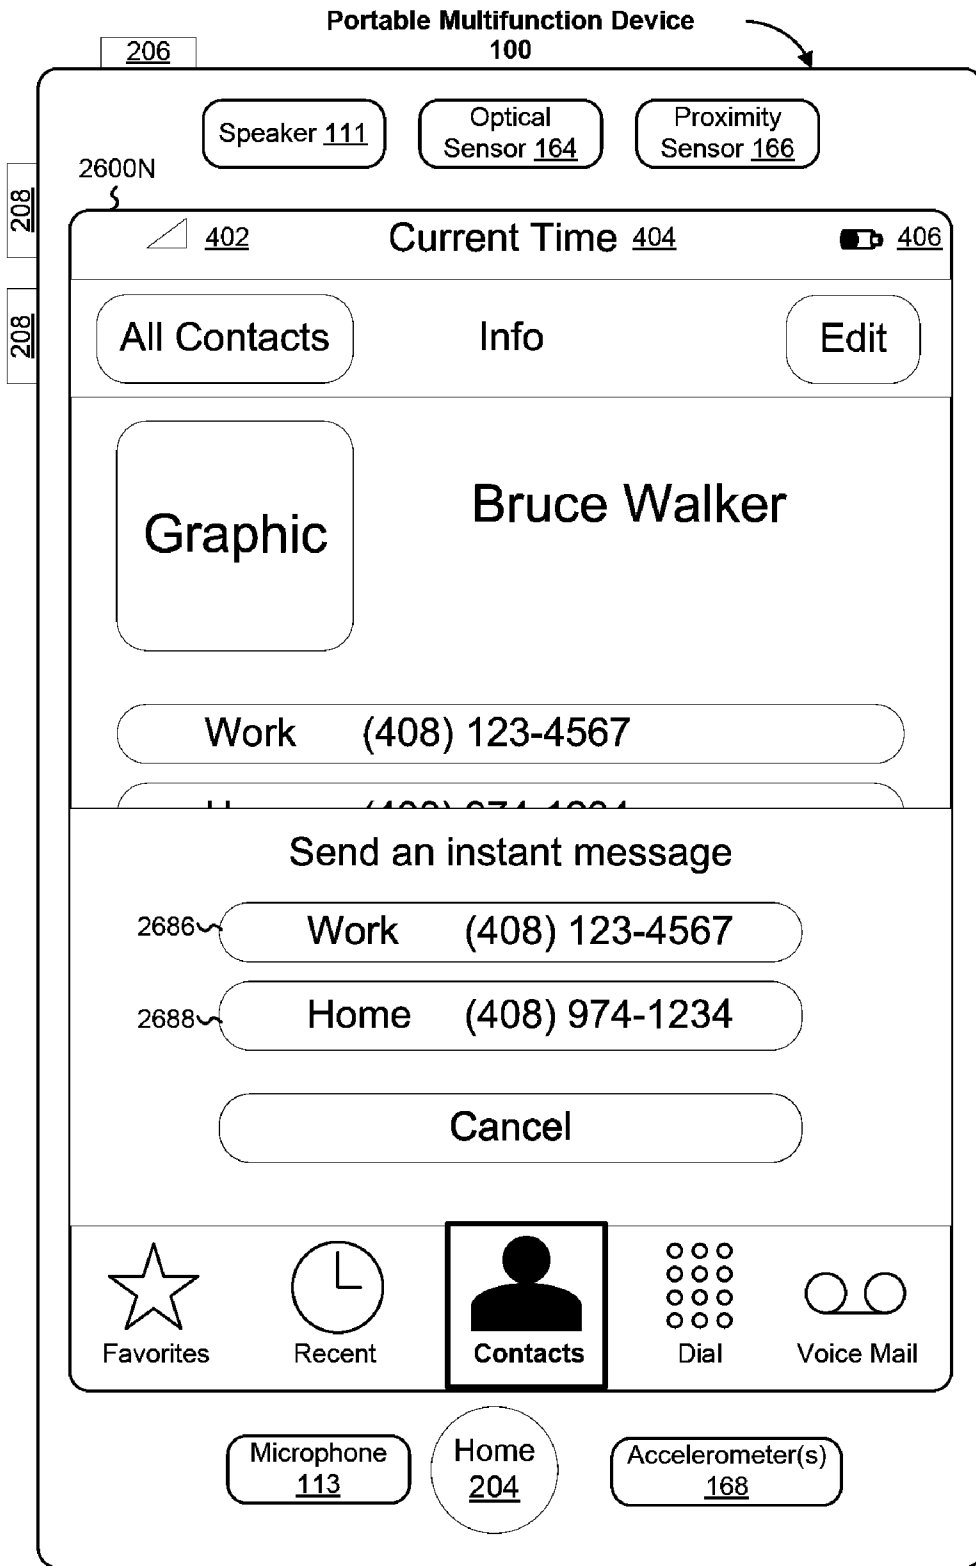 Portable Multifunction Device
100
206
Speaker 111
Optical
Sensor 164
Proximity
Sensor 166
2600N
208
208
402
Current Time 404
406
All Contacts
Info
Edit
Graphic
Bruce Walker
Work (408) 123-4567
Send an instant message
2686
Work (408) 123-4567
2688
Home (408) 974-1234
Cancel
Favorites
Recent
Contacts
Dial
Voice Mail
Microphone
113
Home
204
Accelerometer(s)
168